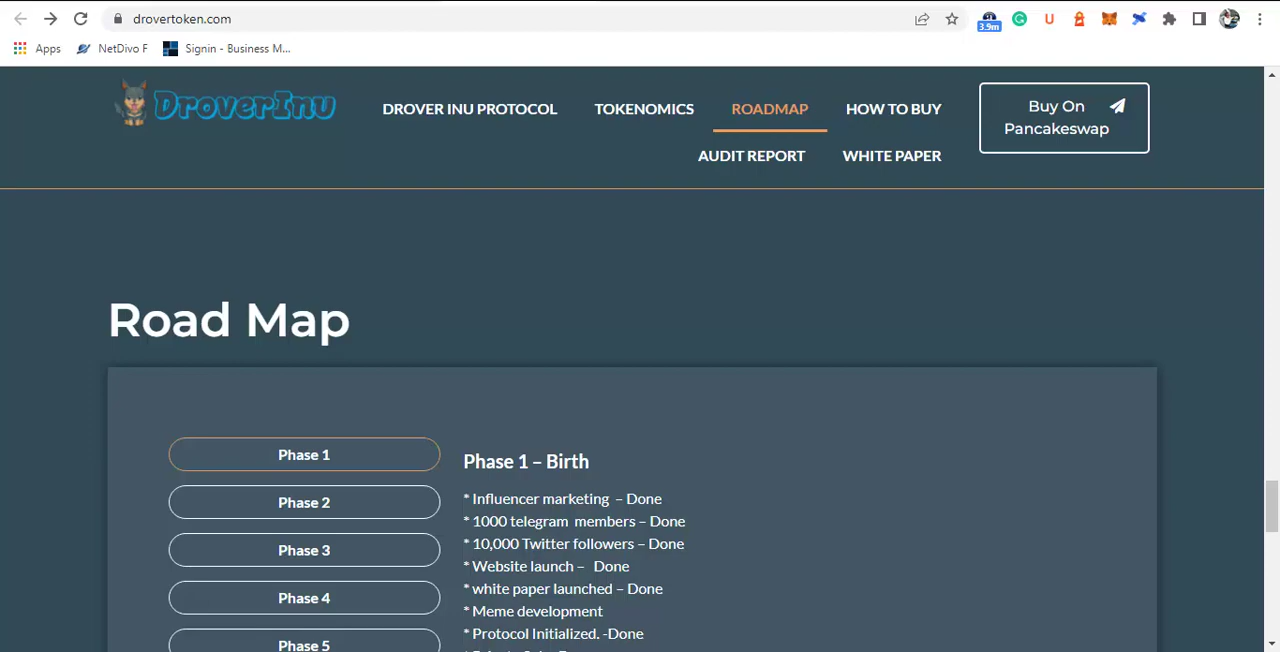 drovertoken.com
3.9m
Apps NetDivo F Signin - Business M...
DroverInu
DROVER INU PROTOCOL TOKENOMICS ROADMAP HOW TO BUY
AUDIT REPORT WHITE PAPER
Buy On
Pancakeswap
Road Map
Phase 1
Phase 2
Phase 3
Phase 4
Phase 5
Phase 1 – Birth
* Influencer marketing – Done
* 1000 telegram members – Done
* 10,000 Twitter followers – Done
* Website launch – Done
* white paper launched – Done
* Meme development
* Protocol Initialized. -Done